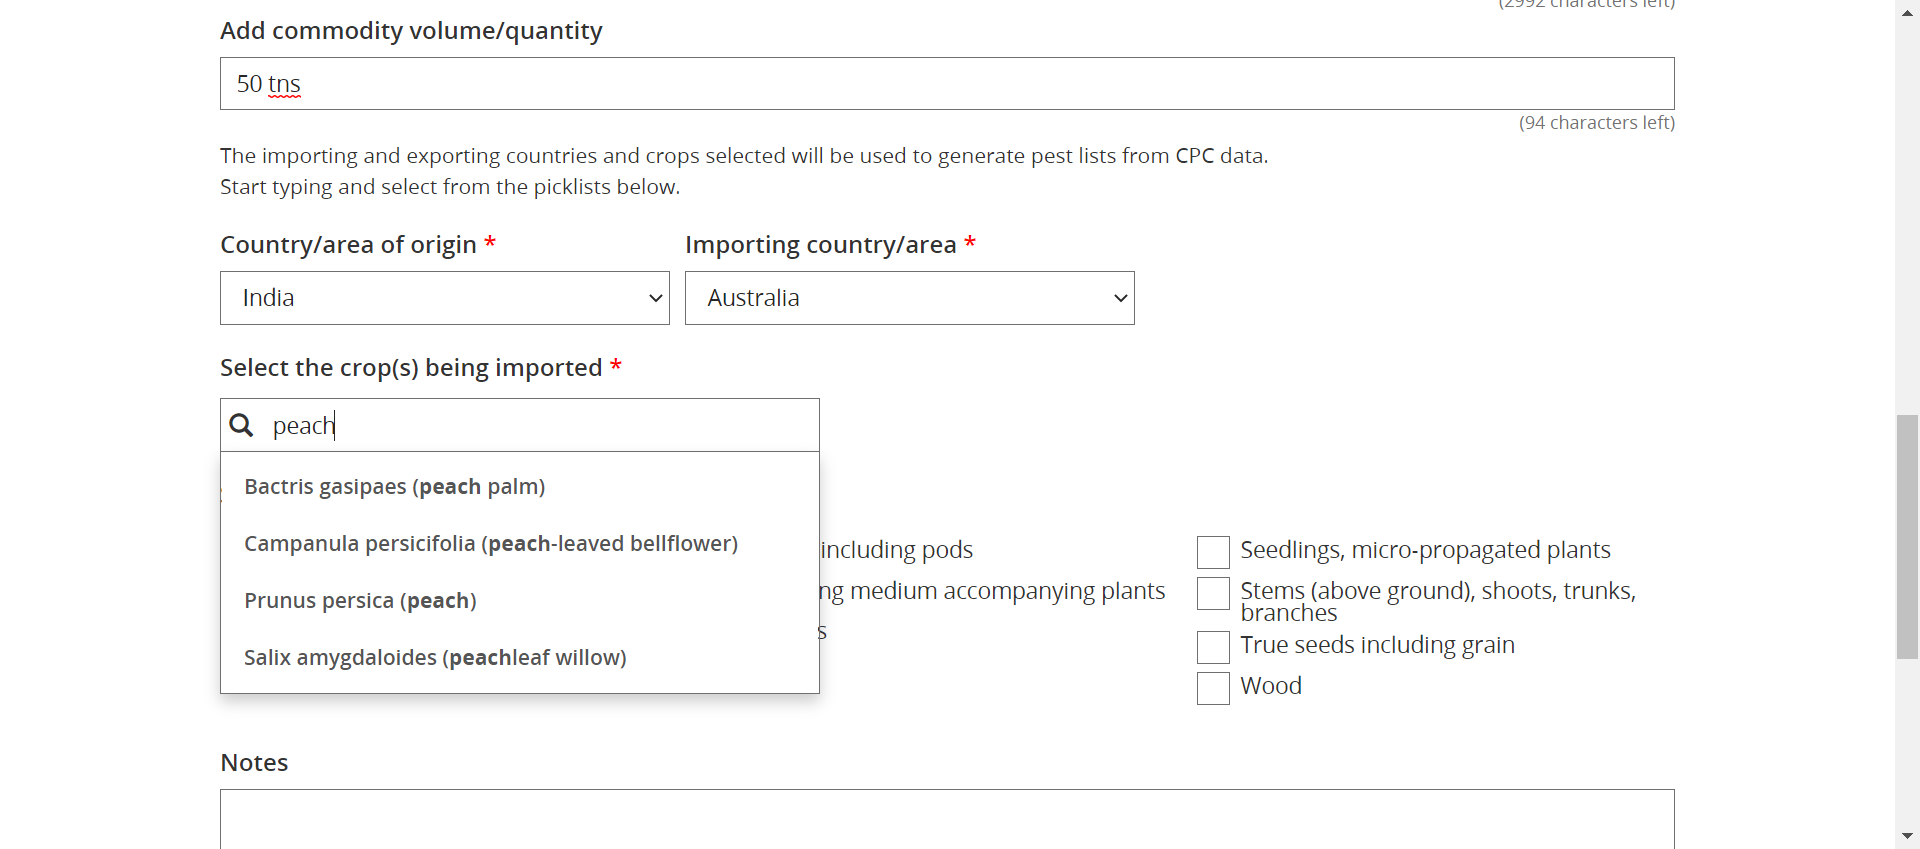 (2992 characters left)
Add commodity volume/quantity
50 tns
(94 characters left)
The importing and exporting countries and crops selected will be used to generate pest lists from CPC data.
Start typing and select from the picklists below.
Country/area of origin * Importing country/area *
India Australia
Select the crop(s) being imported *
peach
Bactris gasipaes (peach palm)
Campanula persicifolia (peach-leaved bellflower)
Prunus persica (peach)
Salix amygdaloides (peachleaf willow)
including pods
ng medium accompanying plants
s
Seedlings, micro-propagated plants
Stems (above ground), shoots, trunks,
branches
True seeds including grain
Wood
Notes